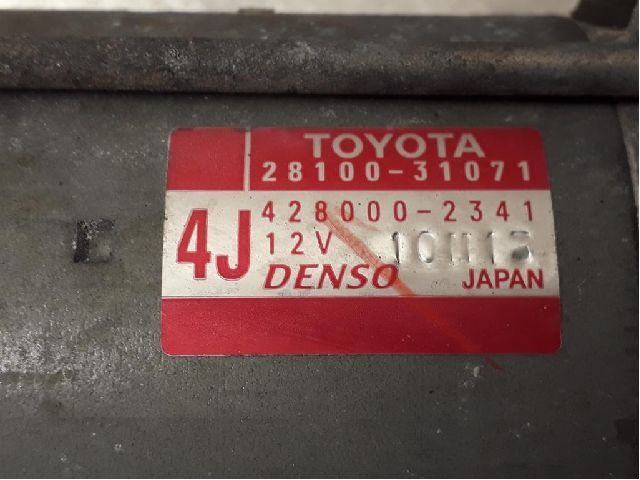 TOYOTA
28100-31071
4J
428000-2341
12V
DENSO JAPAN